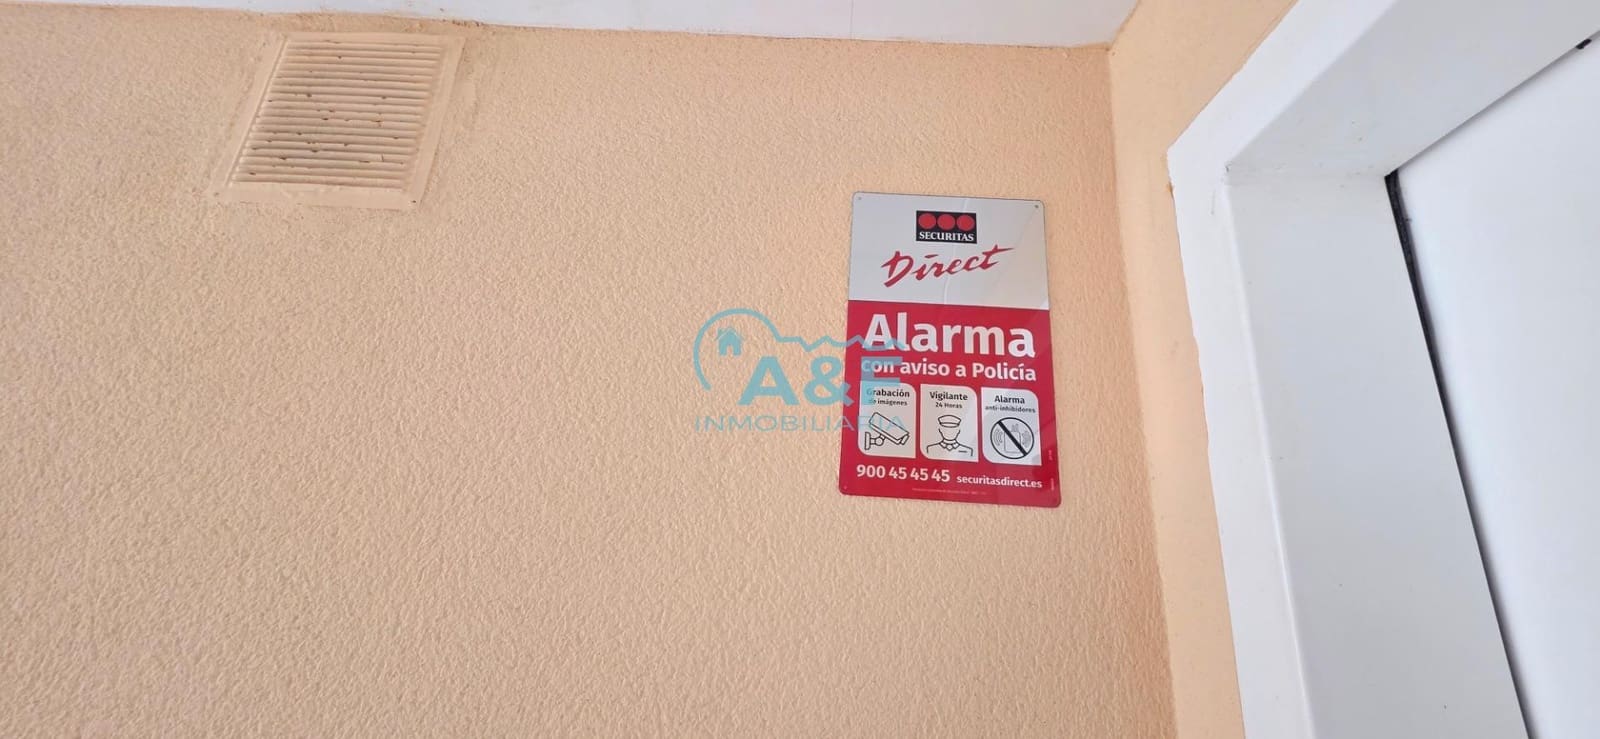 SECURITAS
Direct
Alarma
con aviso a Policía
Grabación
de imágenes
Vigilante
24 Horas
Alarma
anti-inhibidores
900 45 45 45 securitasdirect.es
A&F
INMOBILIARIA